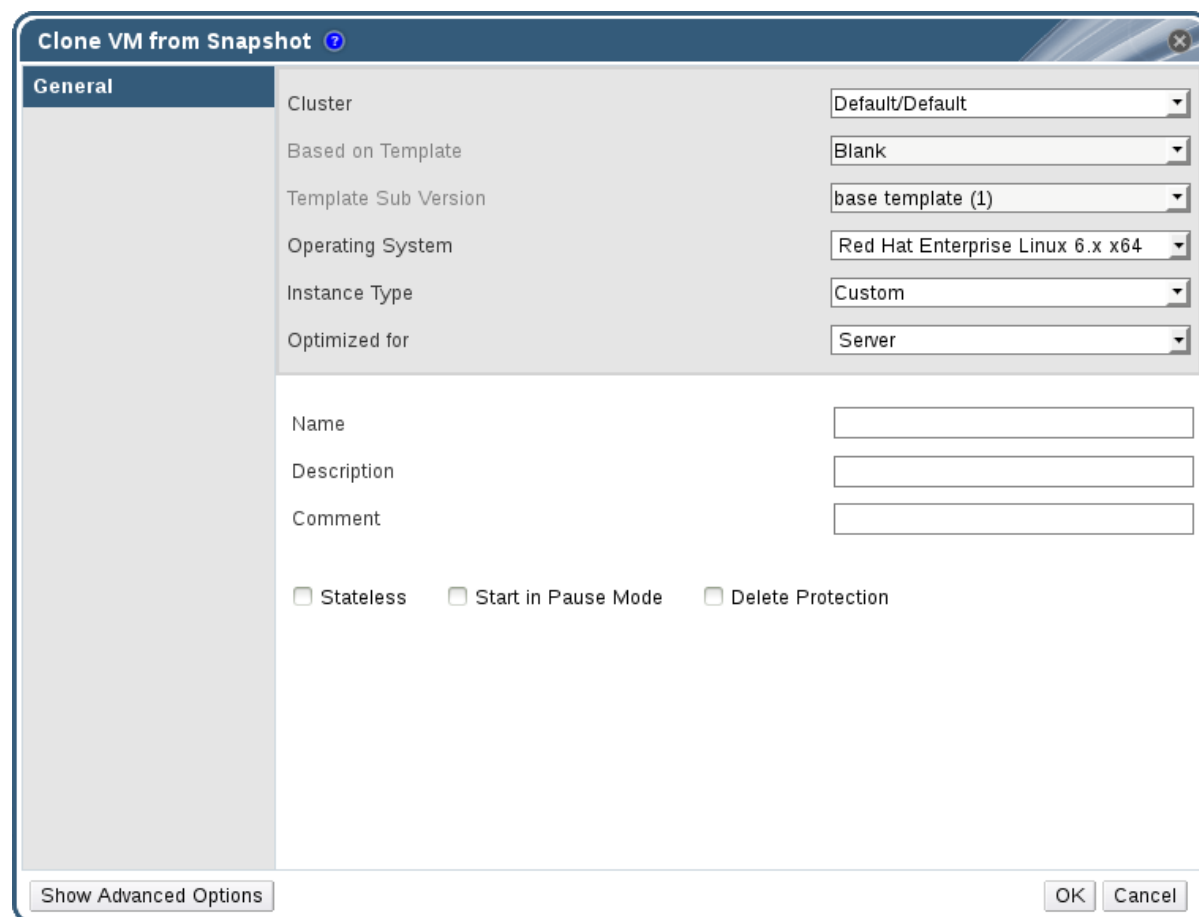 Clone VM from Snapshot ?
General
Cluster Default/Default
Based on Template Blank
Template Sub Version base template (1)
Operating System Red Hat Enterprise Linux 6.x x64
Instance Type Custom
Optimized for Server
Name
Description
Comment
Stateless Start in Pause Mode Delete Protection
Show Advanced Options OK Cancel